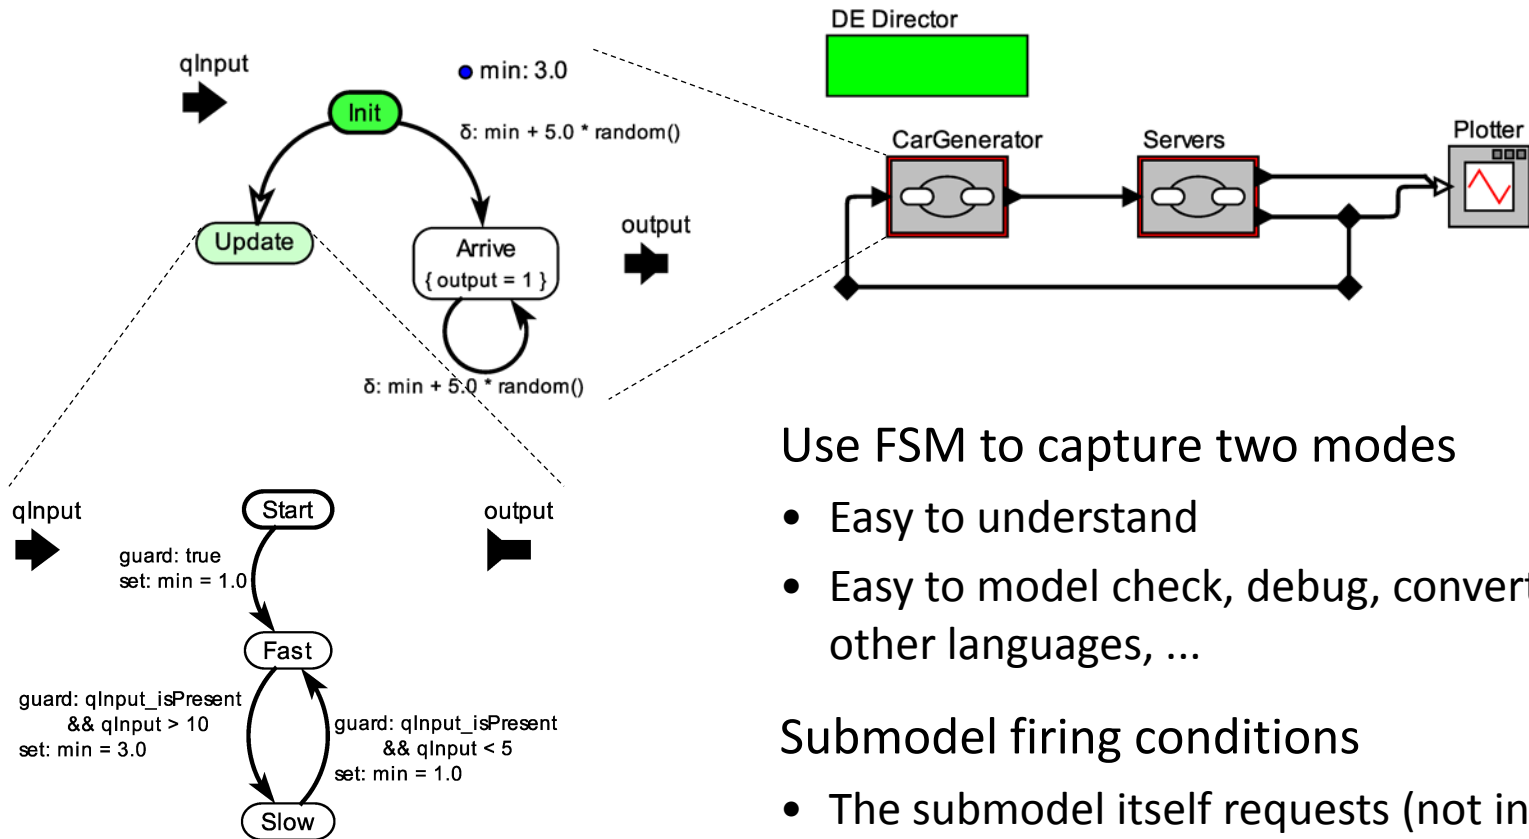 DE Director
qInput
min: 3.0
Init
δ: min + 5.0 * random()
Update
Arrive
{ output = 1 }
output
δ: min + 5.0 * random()
CarGenerator
Servers
Plotter
qInput
Start
output
guard: true
set: min = 1.0
Fast
guard: qInput_isPresent
&& qInput > 10
set: min = 3.0
guard: qInput_isPresent
&& qInput < 5
set: min = 1.0
Slow
Use FSM to capture two modes
• Easy to understand
• Easy to model check, debug, convert
other languages, ...
Submodel firing conditions
• The submodel itself requests (not in